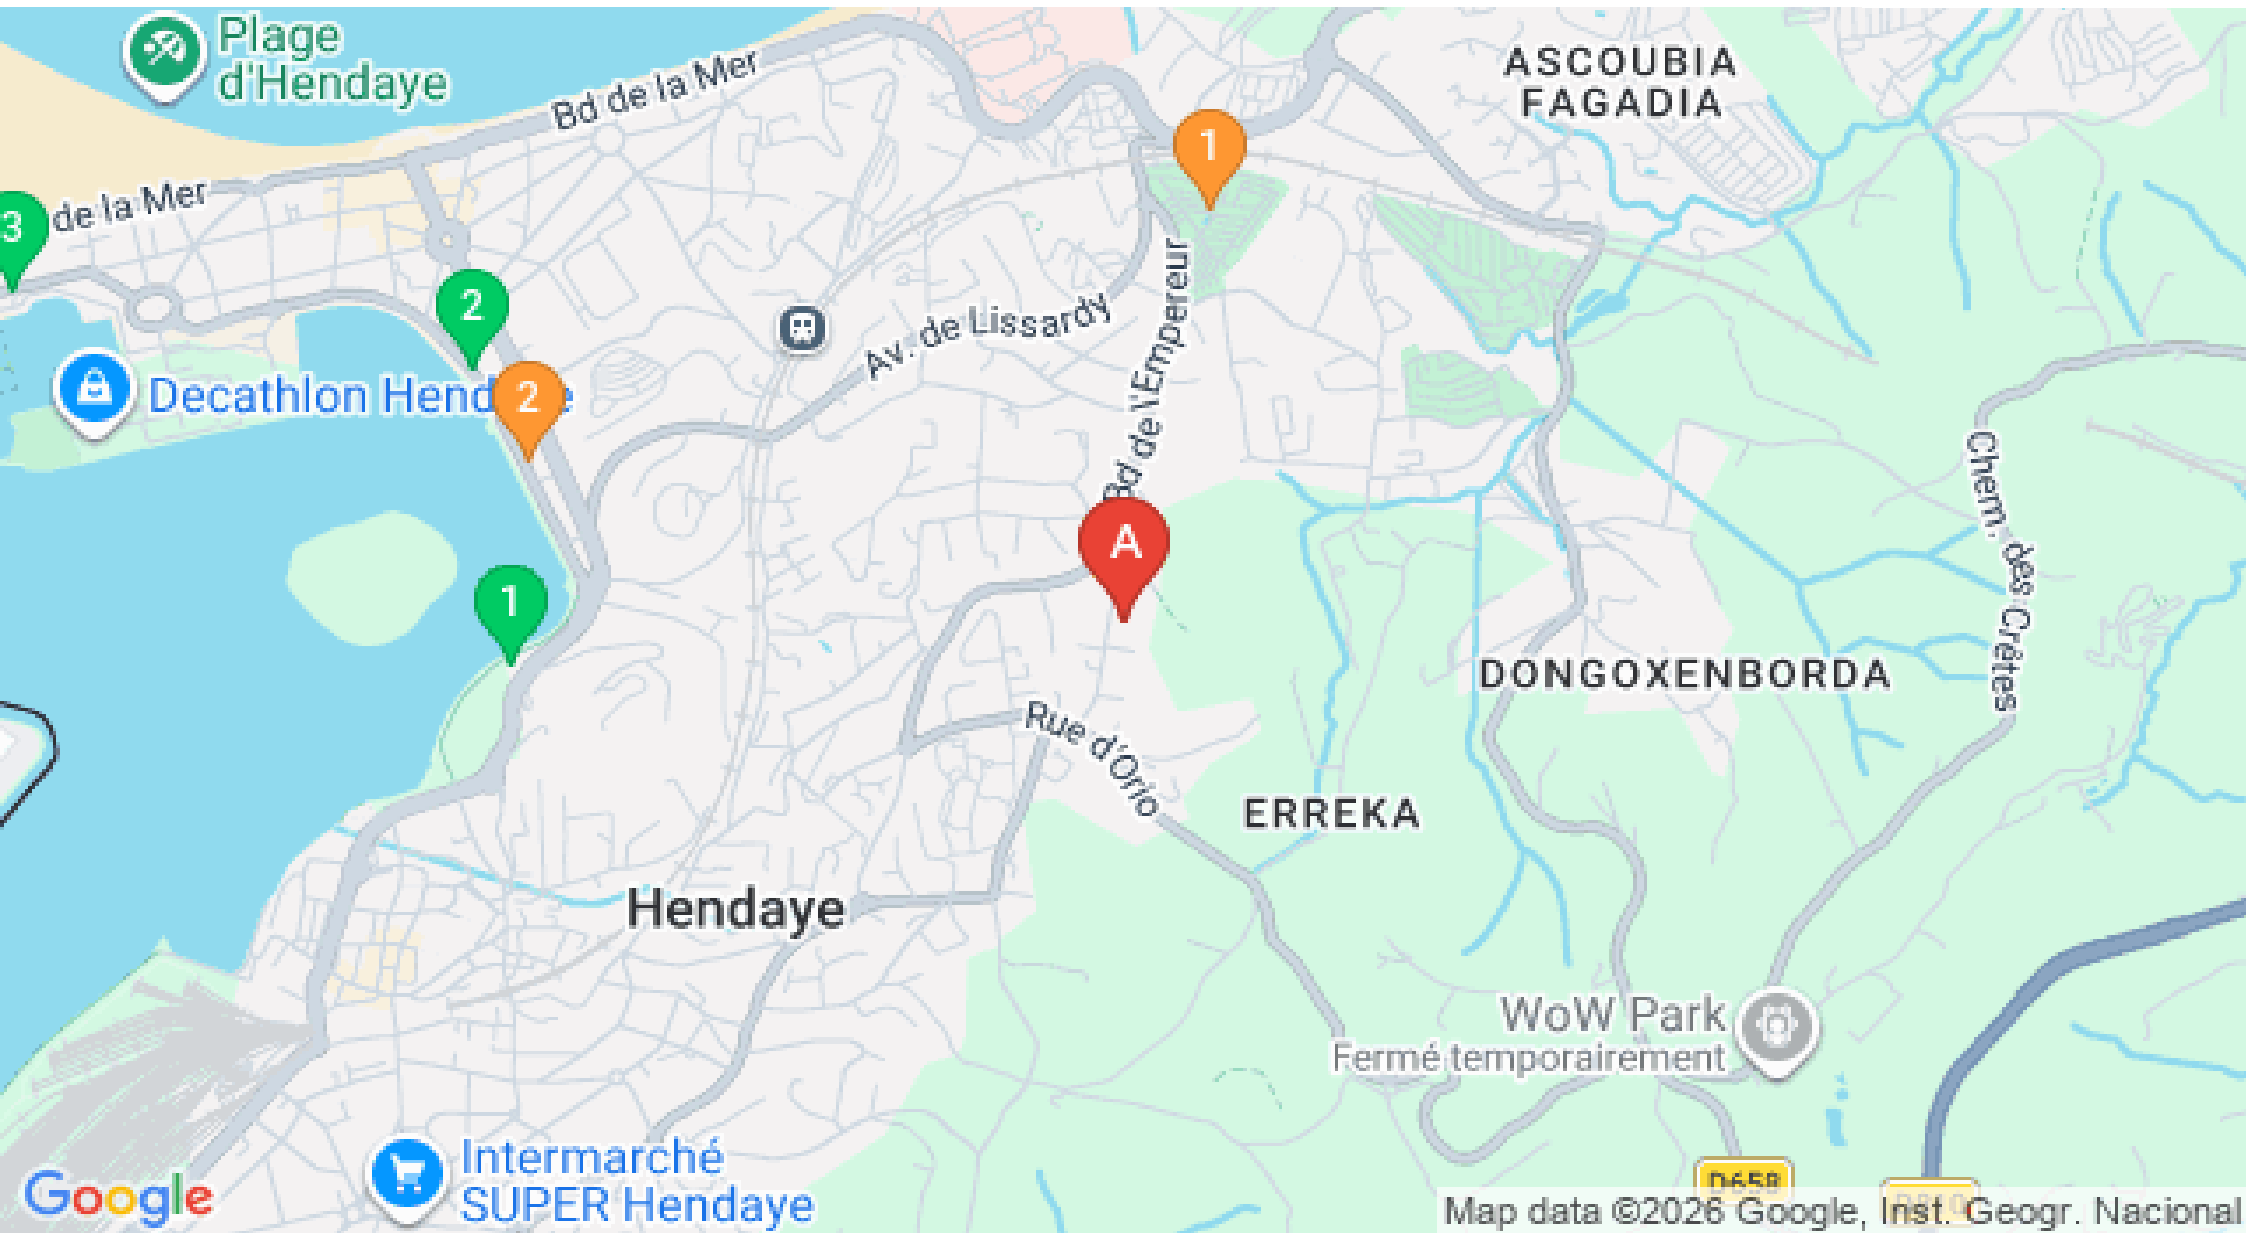 Plage
d'Hendaye
Bd de la Mer
ASCOUBIA
FAGADIA
1
de la Mer
3
2
Av. de Lissardy
Bd de l'Empereur
Decathlon
2
A
1
Chem. des Crêtes
DONGOXENBORDA
Rue d'Orio
ERREKA
Hendaye
WoW Park
Fermé temporairement
Intermarché
SUPER Hendaye
D658
Google
Map data ©2026 Google, Inst. Geogr. Nacional